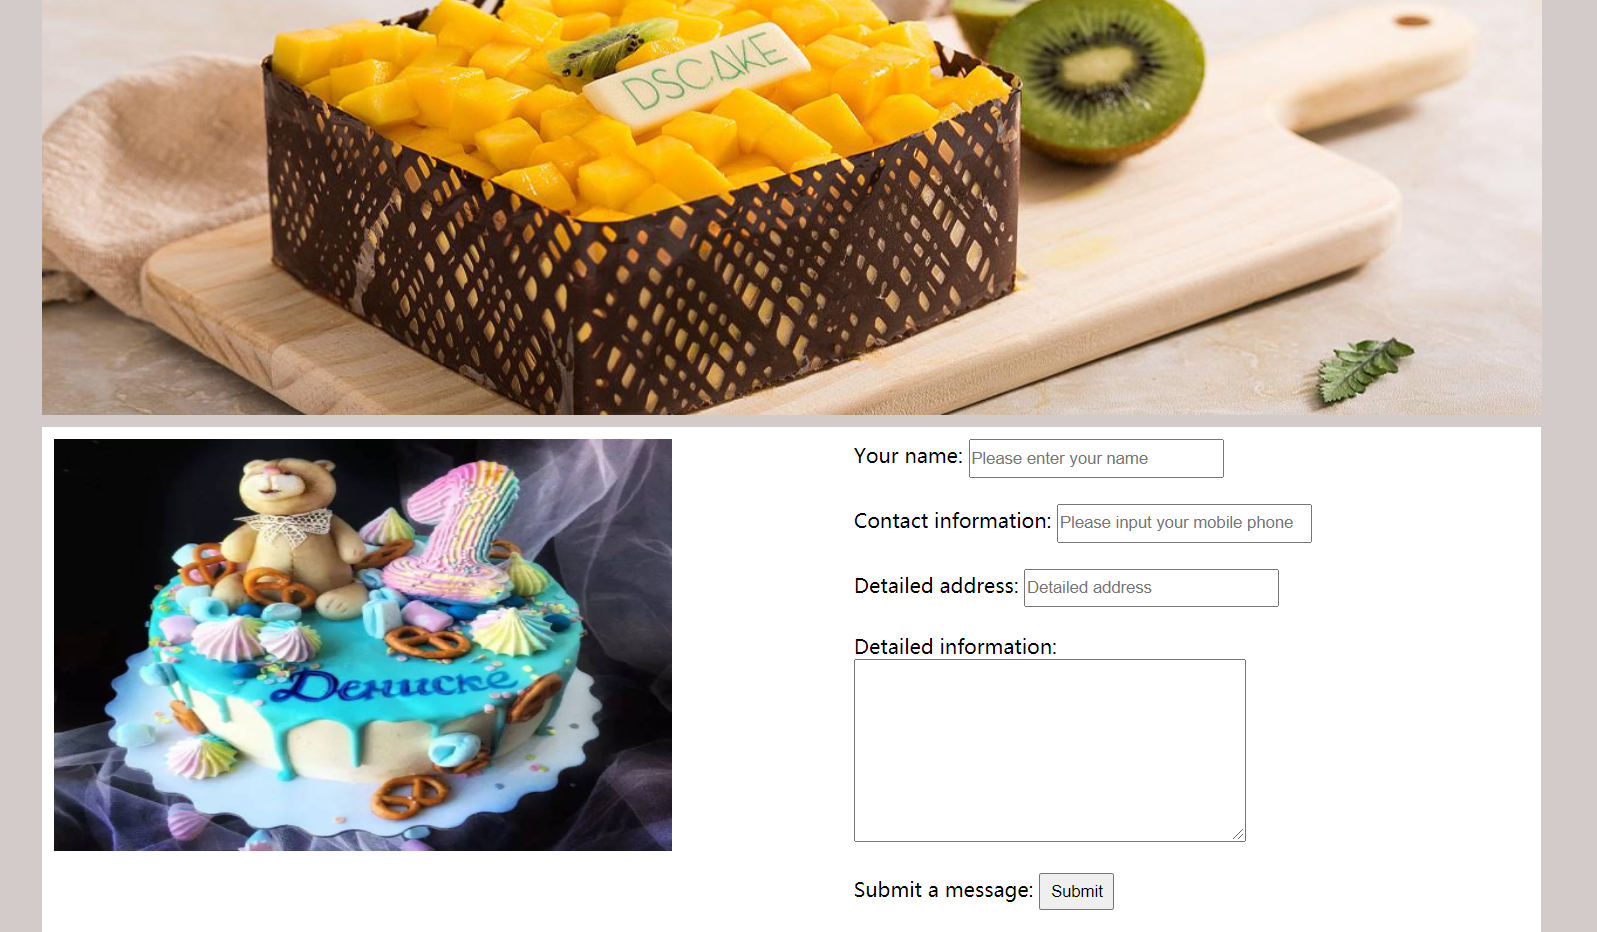 DSCAKE
Дениске
Your name: Please enter your name
Contact information: Please input your mobile phone
Detailed address: Detailed address
Detailed information:
Submit a message: Submit